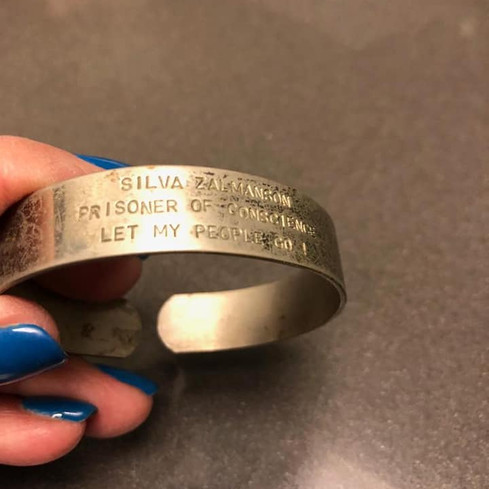 SILVA ZALMANSON
PRISONER OF CONSCIENCE
LET MY PEOPLE GO !